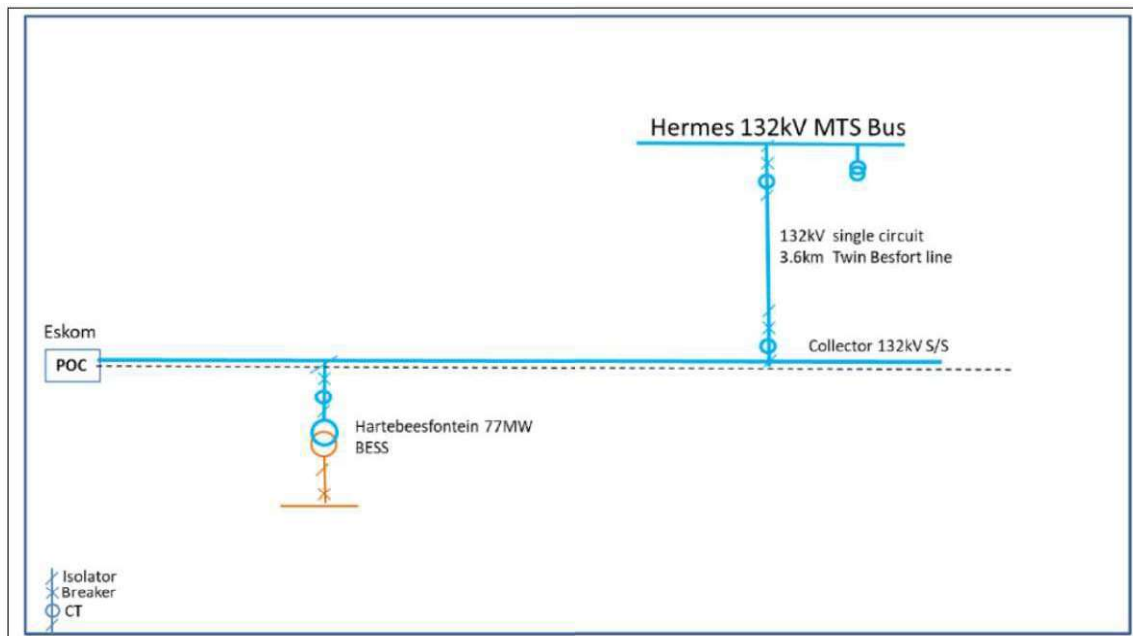 Hermes 132kV MTS Bus
132kV single circuit
3.6km Twin Besfort line
Eskom
POC
Collector 132kV S/S
Hartebeesfontein 77MW
BESS
Isolator
Breaker
CT